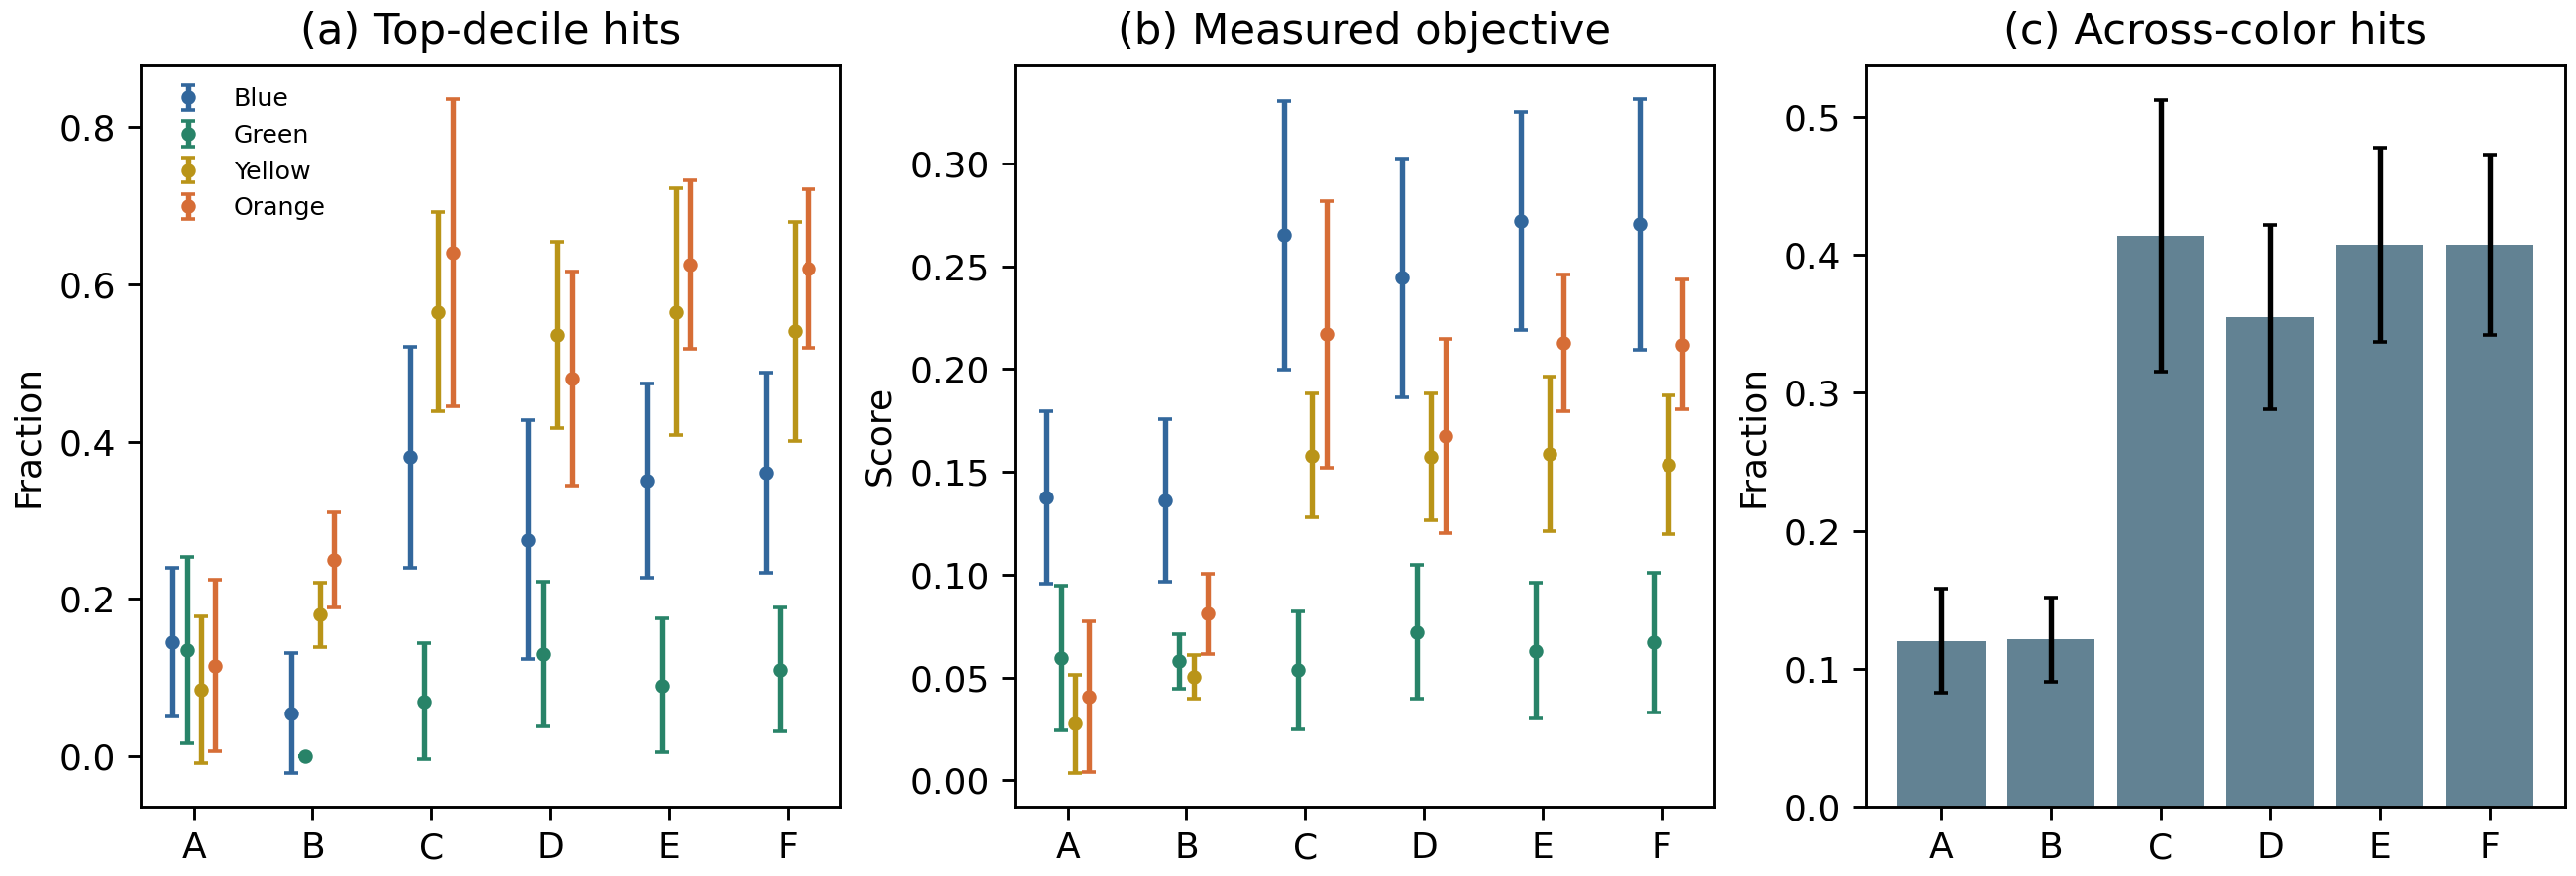 (a) Top-decile hits
Fraction
0.8
0.6
0.4
0.2
0.0
Blue
Green
Yellow
Orange
A B C D E F
(b) Measured objective
Score
0.30
0.25
0.20
0.15
0.10
0.05
0.00
A B C D E F
(c) Across-color hits
Fraction
0.5
0.4
0.3
0.2
0.1
0.0
A B C D E F